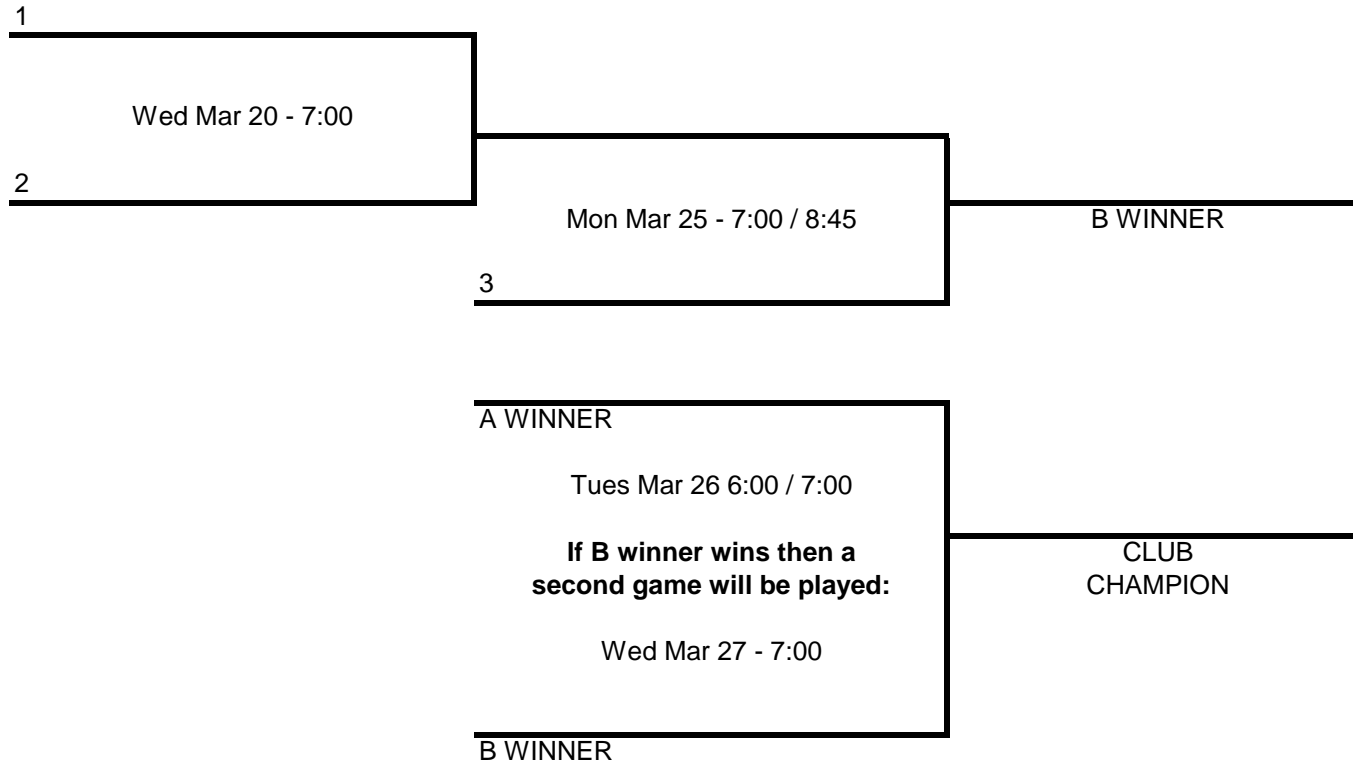 1
Wed Mar 20 - 7:00
2
Mon Mar 25 - 7:00 / 8:45
B WINNER
3
A WINNER
Tues Mar 26 6:00 / 7:00
If B winner wins then a
second game will be played:
CLUB
CHAMPION
Wed Mar 27 - 7:00
B WINNER